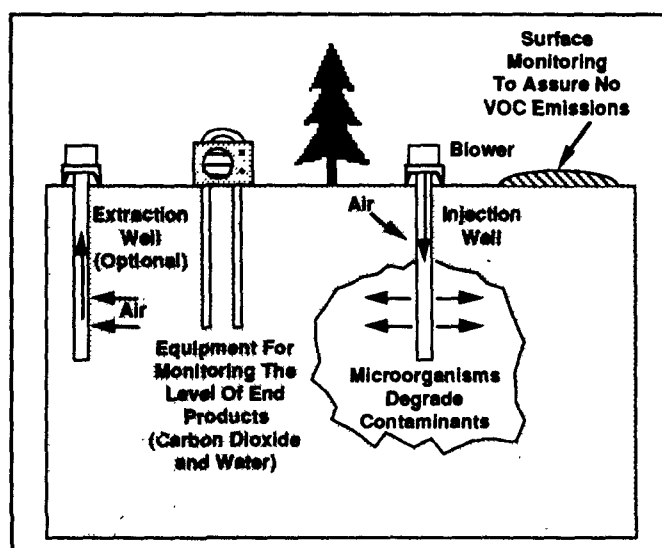 Surface
Monitoring
To Assure No
VOC Emissions
Blower
Extraction
Well
(Optional)
Air
Injection
Well
Air
Equipment For
Monitoring The
Level Of End
Products
(Carbon Dioxide
and Water)
Microorganisms
Degrade
Contaminants